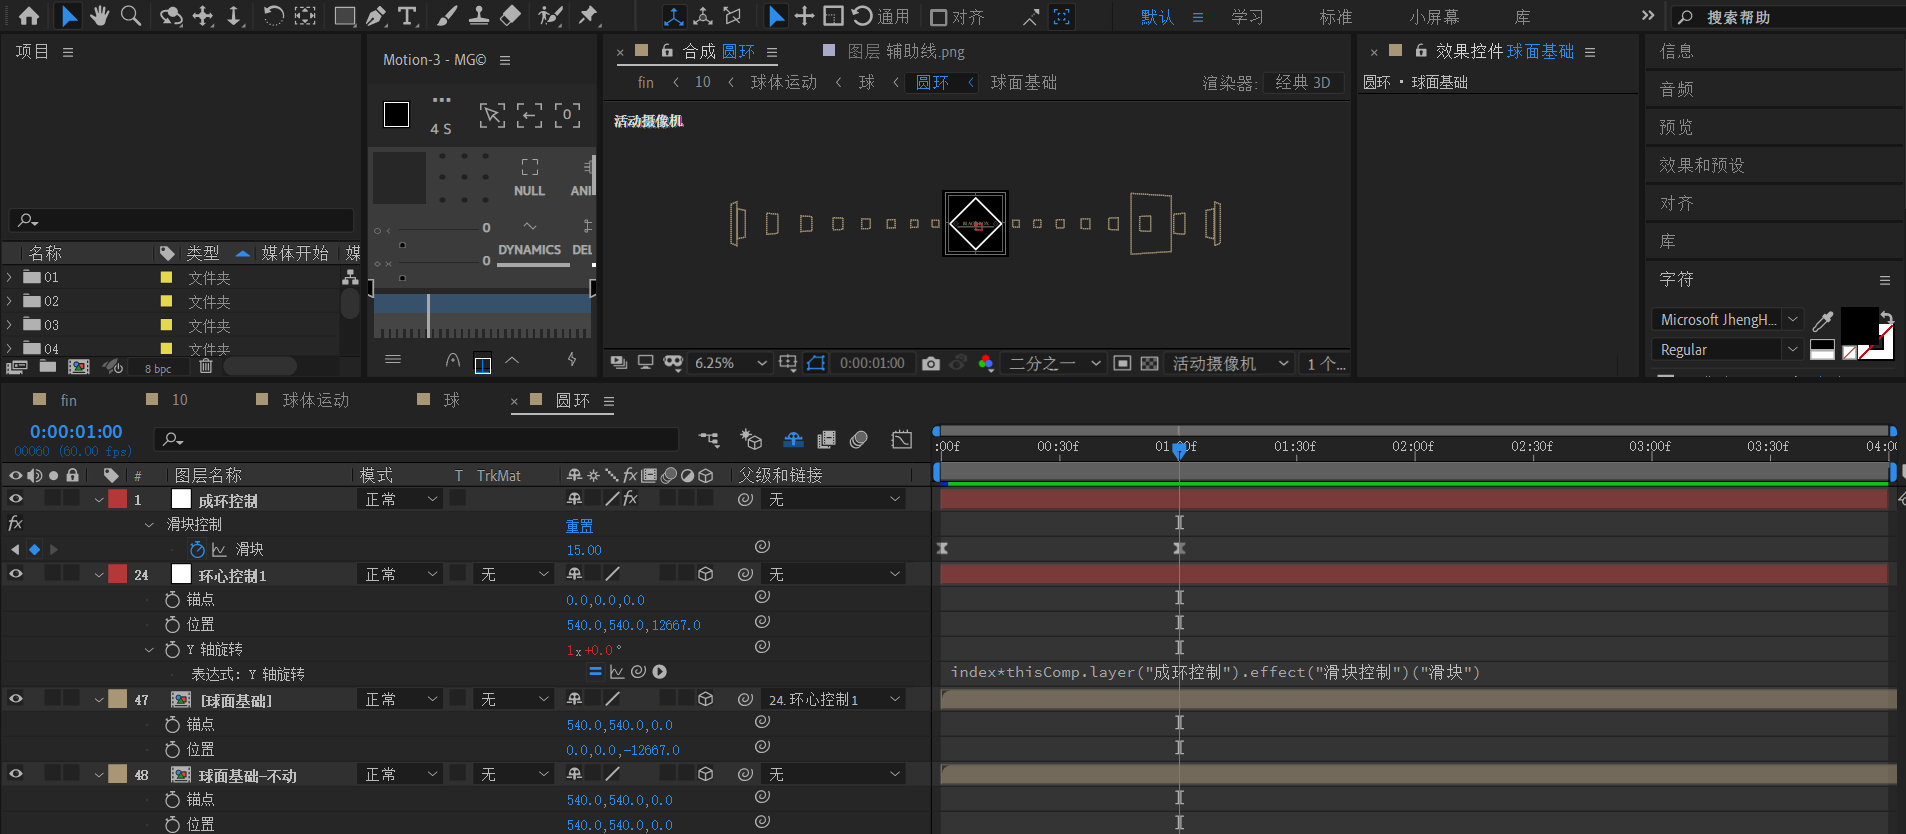 通用
对齐
默认
学习
标准
小屏幕
库
搜索帮助
项目
名称
类型
媒体开始
媒
01
文件夹
02
文件夹
03
文件夹
04
文件夹
8 bpc
Motion-3 - MG©
4 S
0
NULL
ANI
0
DYNAMICS
DEL
0
合成 圆环
图层 辅助线.png
fin
10
球体运动
球
圆环
球面基础
渲染器:
经典 3D
活动摄像机
6.25%
0:00:01:00
二分之一
活动摄像机
1 个...
效果控件 球面基础
圆环 • 球面基础
信息
音频
预览
效果和预设
对齐
库
字符
Microsoft JhengH...
Regular
fin
10
球体运动
球
圆环
0:00:01:00
00060 (60.00 fps)
:00f
00:30f
01:00f
01:30f
02:00f
02:30f
03:00f
03:30f
04:00
#
图层名称
模式
T
TrkMat
父级和链接
1
成环控制
正常
无
fx
滑块控制
重置
滑块
15.00
24
环心控制1
正常
无
无
锚点
0.0,0.0,0.0
位置
540.0,540.0,12667.0
Y 轴旋转
1x+0.0°
表达式: Y 轴旋转
index*thisComp.layer("成环控制").effect("滑块控制")("滑块")
47
[球面基础]
正常
无
24. 环心控制1
锚点
540.0,540.0,0.0
位置
0.0,0.0,-12667.0
48
球面基础-不动
正常
无
无
锚点
540.0,540.0,0.0
位置
540.0,540.0,0.0